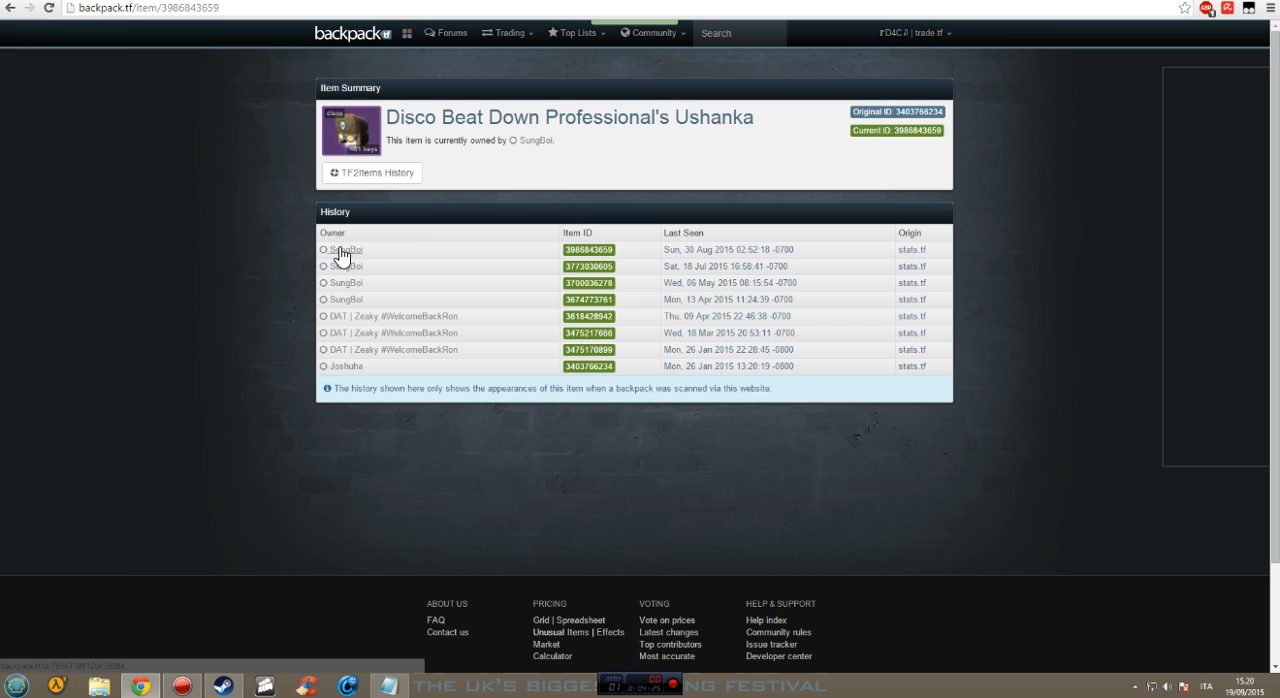 backpack.tf/item/3986843659
backpack.tf Forums Trading Top Lists Community Search trade.tf
Item Summary
disco
Disco Beat Down Professional's Ushanka
Original ID: 3403766234
This item is currently owned by SungBoi.
Current ID: 3986843659
TF2Items History
History
Owner Item ID Last Seen Origin
SungBoi 3986843659 Sun, 30 Aug 2015 02:52:18 -0700 stats.tf
SungBoi 3773030605 Sat, 18 Jul 2015 16:58:41 -0700 stats.tf
SungBoi 3700036278 Wed, 06 May 2015 08:15:54 -0700 stats.tf
SungBoi 3674773761 Mon, 13 Apr 2015 11:24:39 -0700 stats.tf
DAT | Zeaky #WelcomeBackRon 3618428942 Thu, 09 Apr 2015 22:46:38 -0700 stats.tf
DAT | Zeaky #WelcomeBackRon 3475217666 Wed, 18 Mar 2015 20:53:11 -0700 stats.tf
DAT | Zeaky #WelcomeBackRon 3475170899 Mon, 26 Jan 2015 22:28:45 -0800 stats.tf
Joshuha 3403766234 Mon, 26 Jan 2015 13:20:19 -0800 stats.tf
The history shown here only shows the appearances of this item when a backpack was scanned via this website.
ABOUT US PRICING VOTING HELP & SUPPORT
FAQ Grid | Spreadsheet Vote on prices Help index
Contact us Unusual Items | Effects Latest changes Community rules
Market Top contributors Issue tracker
Calculator Most accurate Developer center
ITA
15.20
19/09/2015